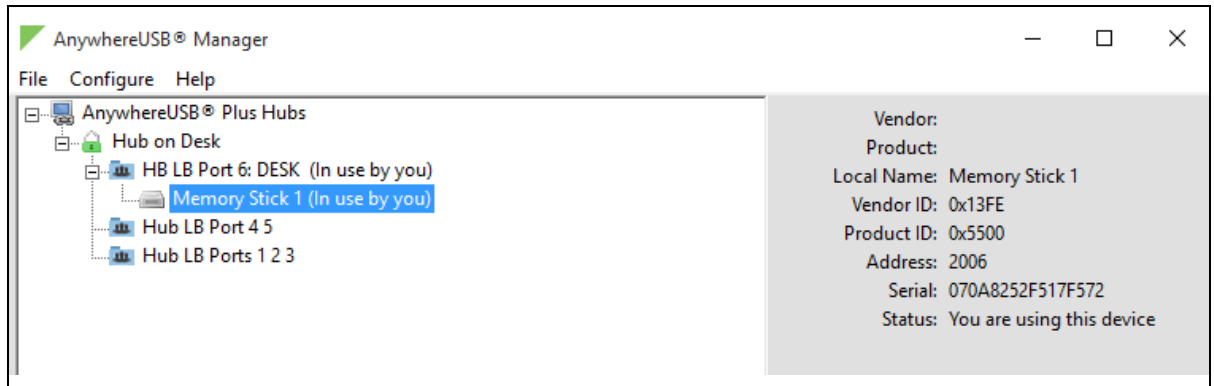 AnywhereUSB® Manager
File Configure Help
AnywhereUSB® Plus Hubs
Hub on Desk
HB LB Port 6: DESK (In use by you)
Memory Stick 1 (In use by you)
Hub LB Port 4 5
Hub LB Ports 1 2 3
Vendor:
Product:
Local Name: Memory Stick 1
Vendor ID: 0x13FE
Product ID: 0x5500
Address: 2006
Serial: 070A8252F517F572
Status: You are using this device